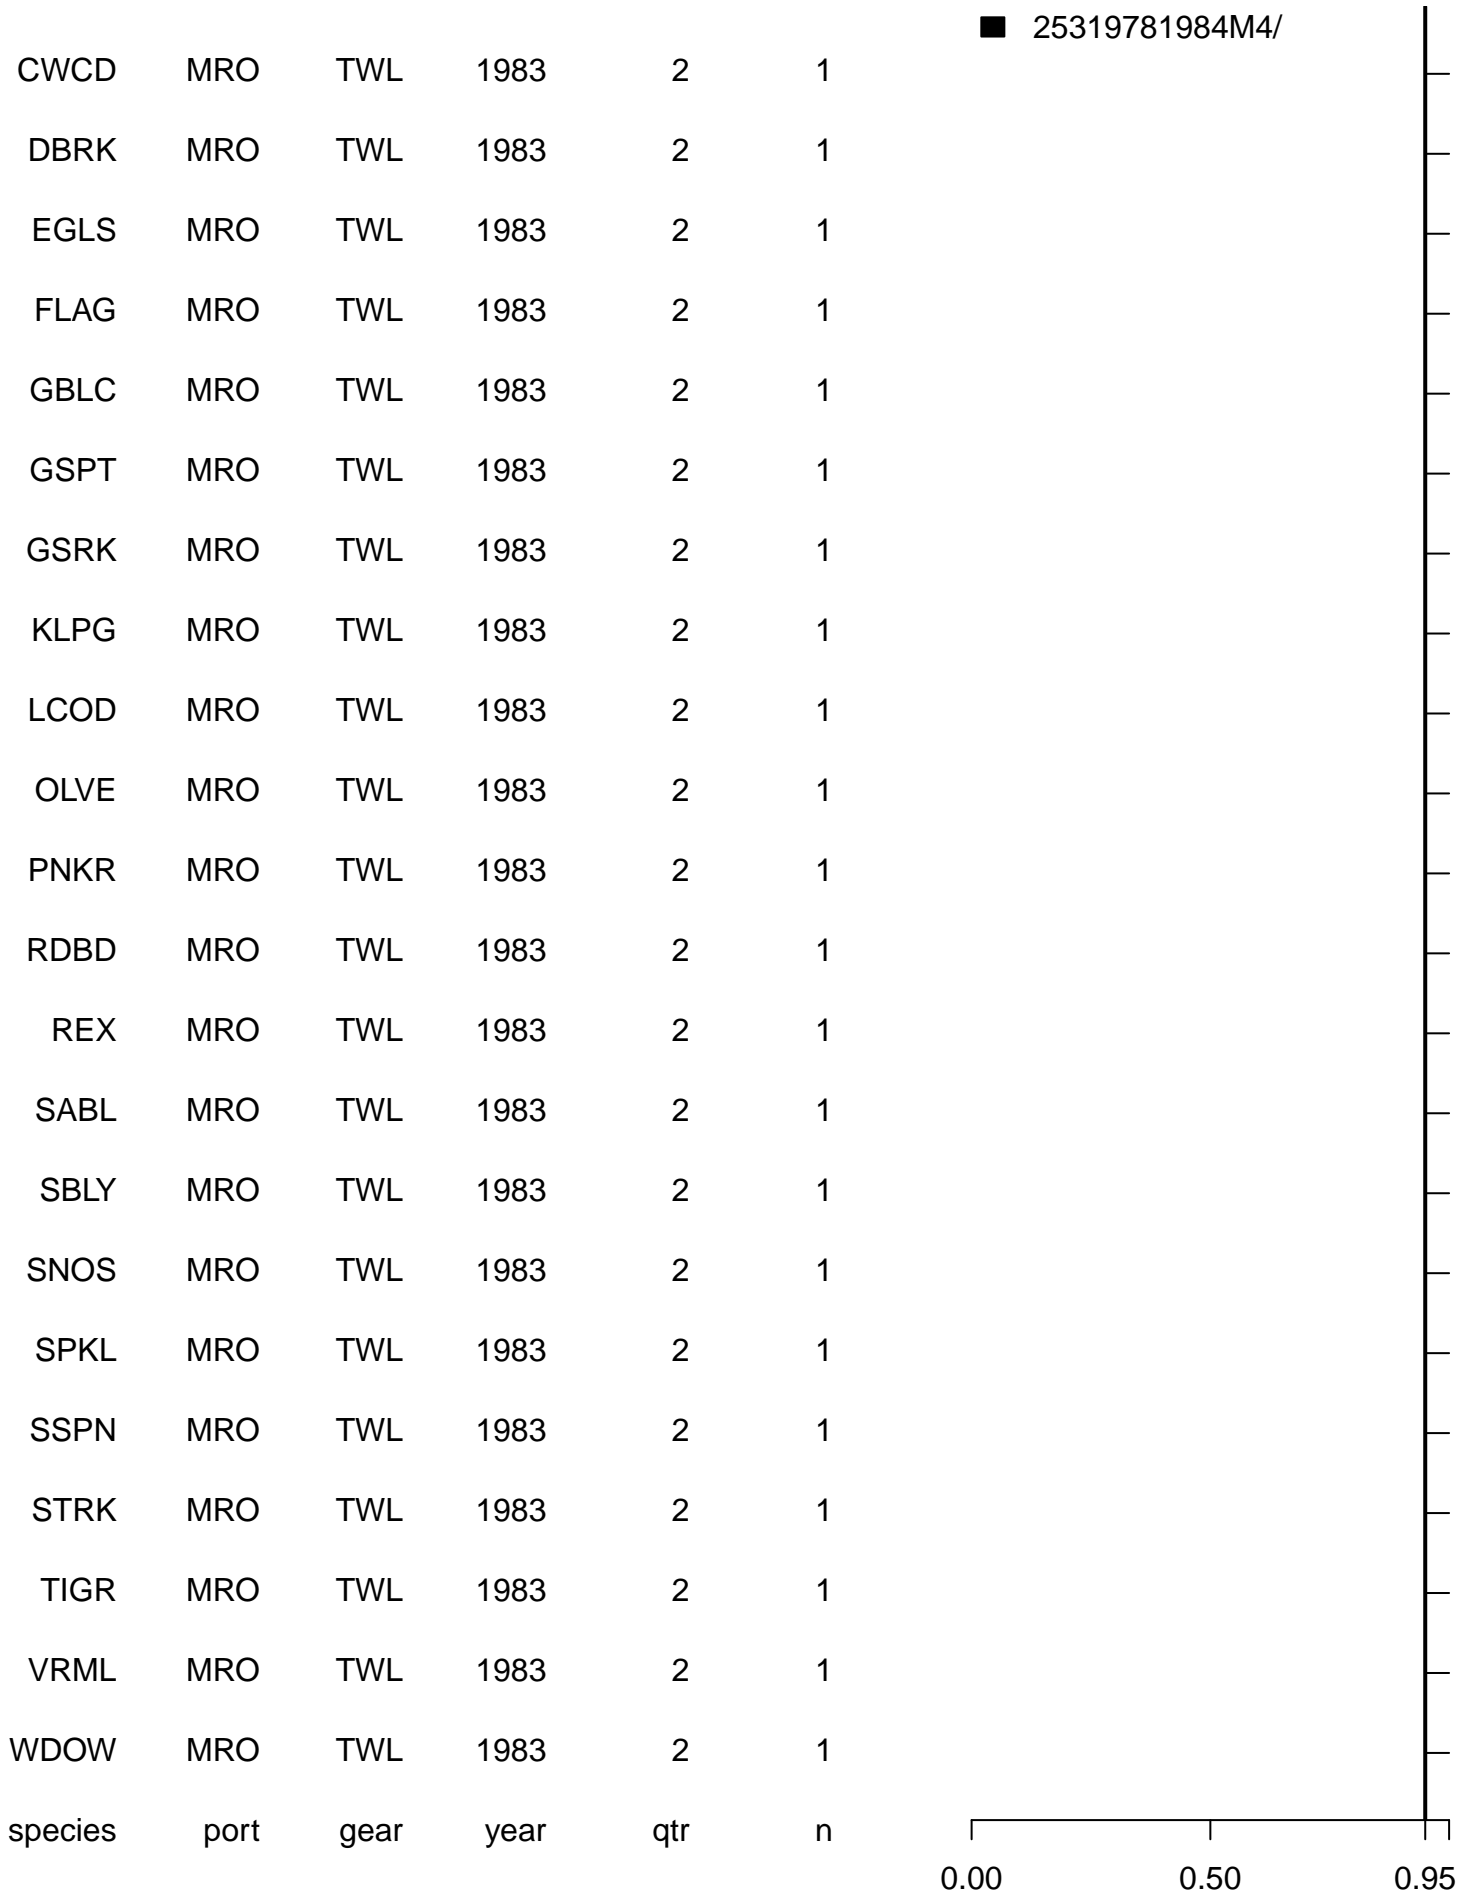 25319781984M4/
CWCD MRO TWL 1983 2 1
DBRK MRO TWL 1983 2 1
EGLS MRO TWL 1983 2 1
FLAG MRO TWL 1983 2 1
GBLC MRO TWL 1983 2 1
GSPT MRO TWL 1983 2 1
GSRK MRO TWL 1983 2 1
KLPG MRO TWL 1983 2 1
LCOD MRO TWL 1983 2 1
OLVE MRO TWL 1983 2 1
PNKR MRO TWL 1983 2 1
RDBD MRO TWL 1983 2 1
REX MRO TWL 1983 2 1
SABL MRO TWL 1983 2 1
SBLY MRO TWL 1983 2 1
SNOS MRO TWL 1983 2 1
SPKL MRO TWL 1983 2 1
SSPN MRO TWL 1983 2 1
STRK MRO TWL 1983 2 1
TIGR MRO TWL 1983 2 1
VRML MRO TWL 1983 2 1
WDOW MRO TWL 1983 2 1
species port gear year qtr n
0.00 0.50 0.95